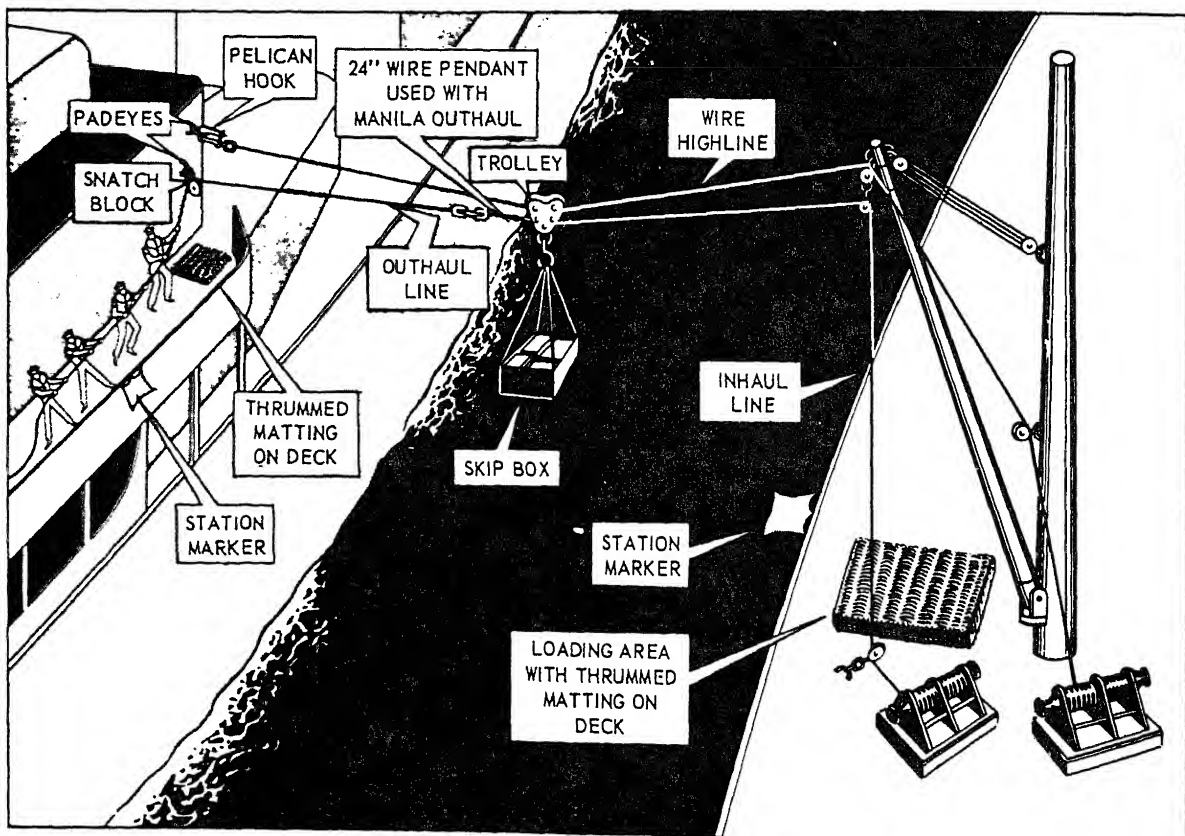 PELICAN
HOOK
24" WIRE PENDANT
USED WITH
MANILA OUTHAUL
PADEYES
TROLLEY
WIRE
HIGHLINE
SNATCH
BLOCK
OUTHAUL
LINE
INHAUL
LINE
THRUMMED
MATTING
ON DECK
SKIP BOX
STATION
MARKER
STATION
MARKER
LOADING AREA
WITH THRUMMED
MATTING ON
DECK